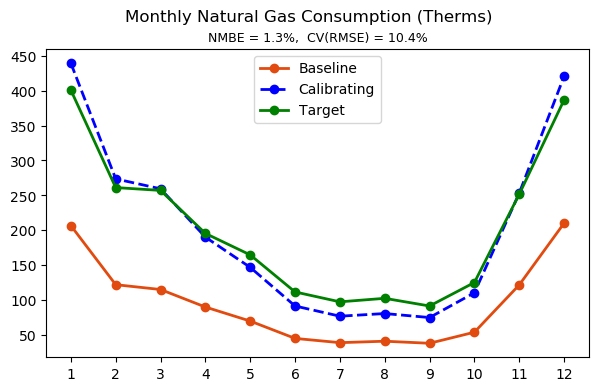 Monthly Natural Gas Consumption (Therms)
NMBE = 1.3%,  CV(RMSE) = 10.4%
Baseline
Calibrating
Target
450
400
350
300
250
200
150
100
50
1 2 3 4 5 6 7 8 9 10 11 12